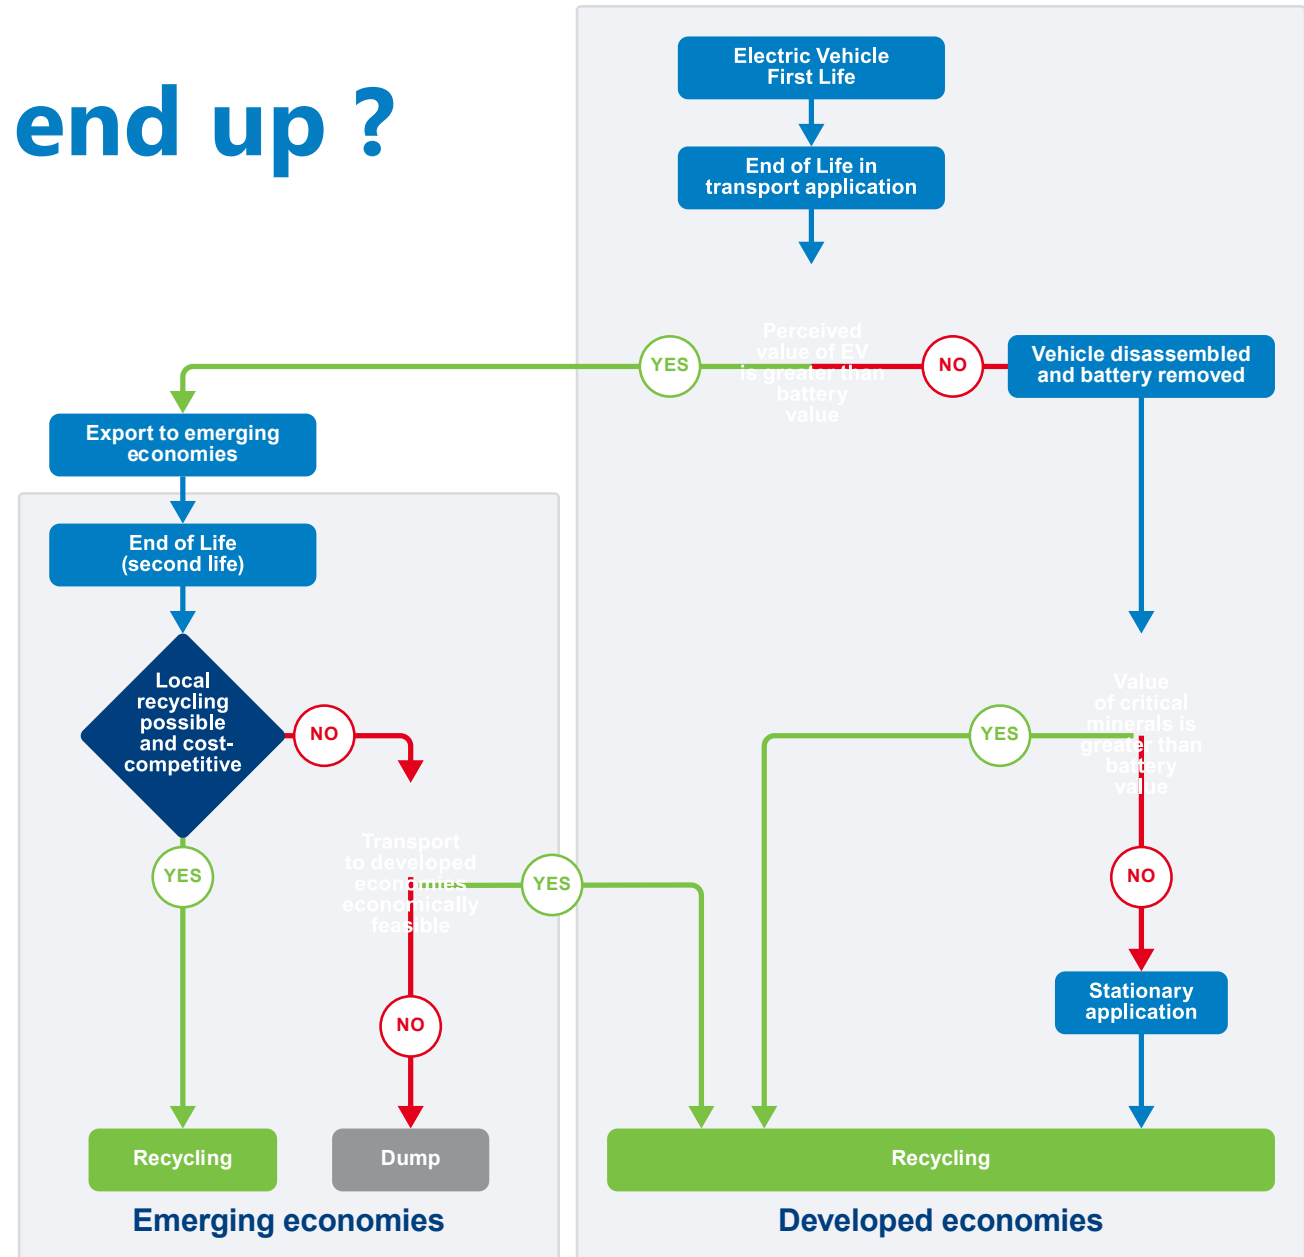 end up ?
Electric Vehicle
First Life
End of Life in
transport application
Perceived
value of EV
is greater than
battery
value
YES
NO
Vehicle disassembled
and battery removed
Export to emerging
economies
End of Life
(second life)
Local
recycling
possible
and cost-
competitive
NO
YES
Transport
to developed
economies
economically
feasible
YES
NO
Value
of critical
minerals is
greater than
battery
value
YES
NO
Stationary
application
Recycling
Dump
Recycling
Emerging economies
Developed economies